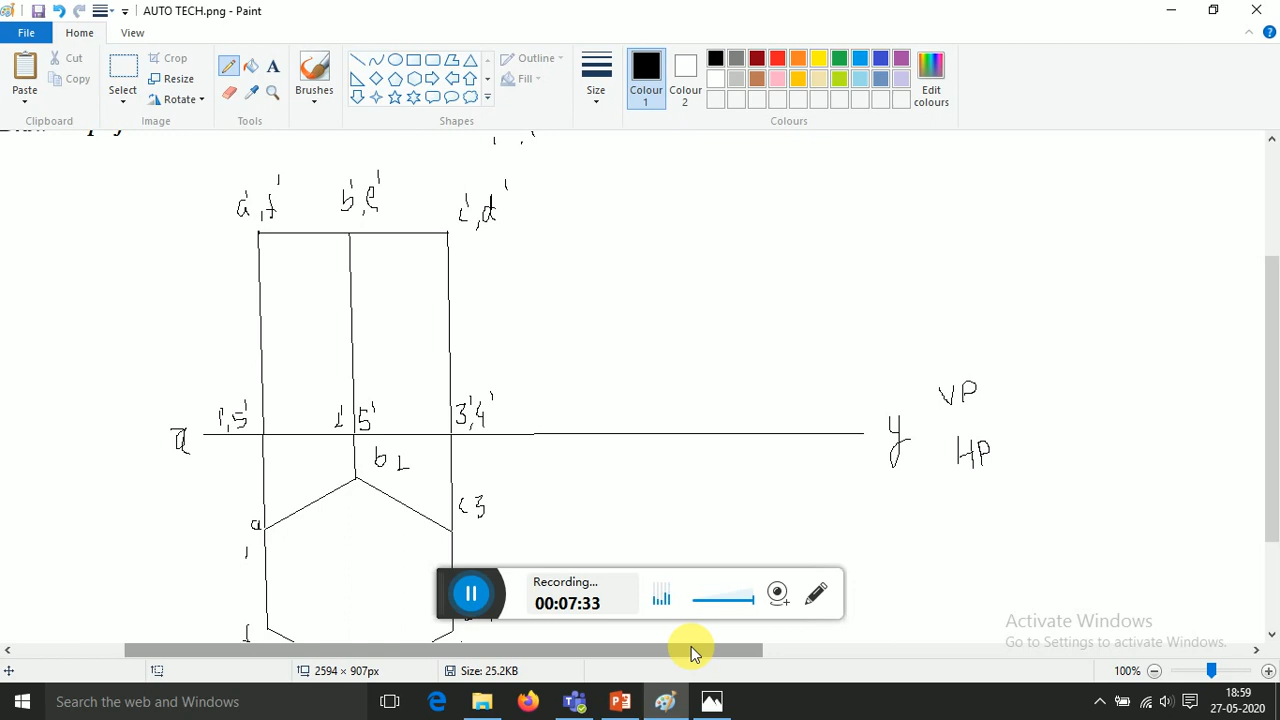 AUTO TECH.png - Paint
File Home View
Paste Cut Copy
Select Crop Resize Rotate
Brushes
Outline Fill
Size Colour 1 Colour 2 Edit colours
Clipboard Image Tools Shapes Colours
a',f' b',e' c',d'
1',5' 3',4'
x y
VP
HP
b 2
a c 3
1
Recording...
00:07:33
Activate Windows
Go to Settings to activate Windows.
2594 × 907px Size: 25.2KB 100%
Search the web and Windows
18:59
27-05-2020